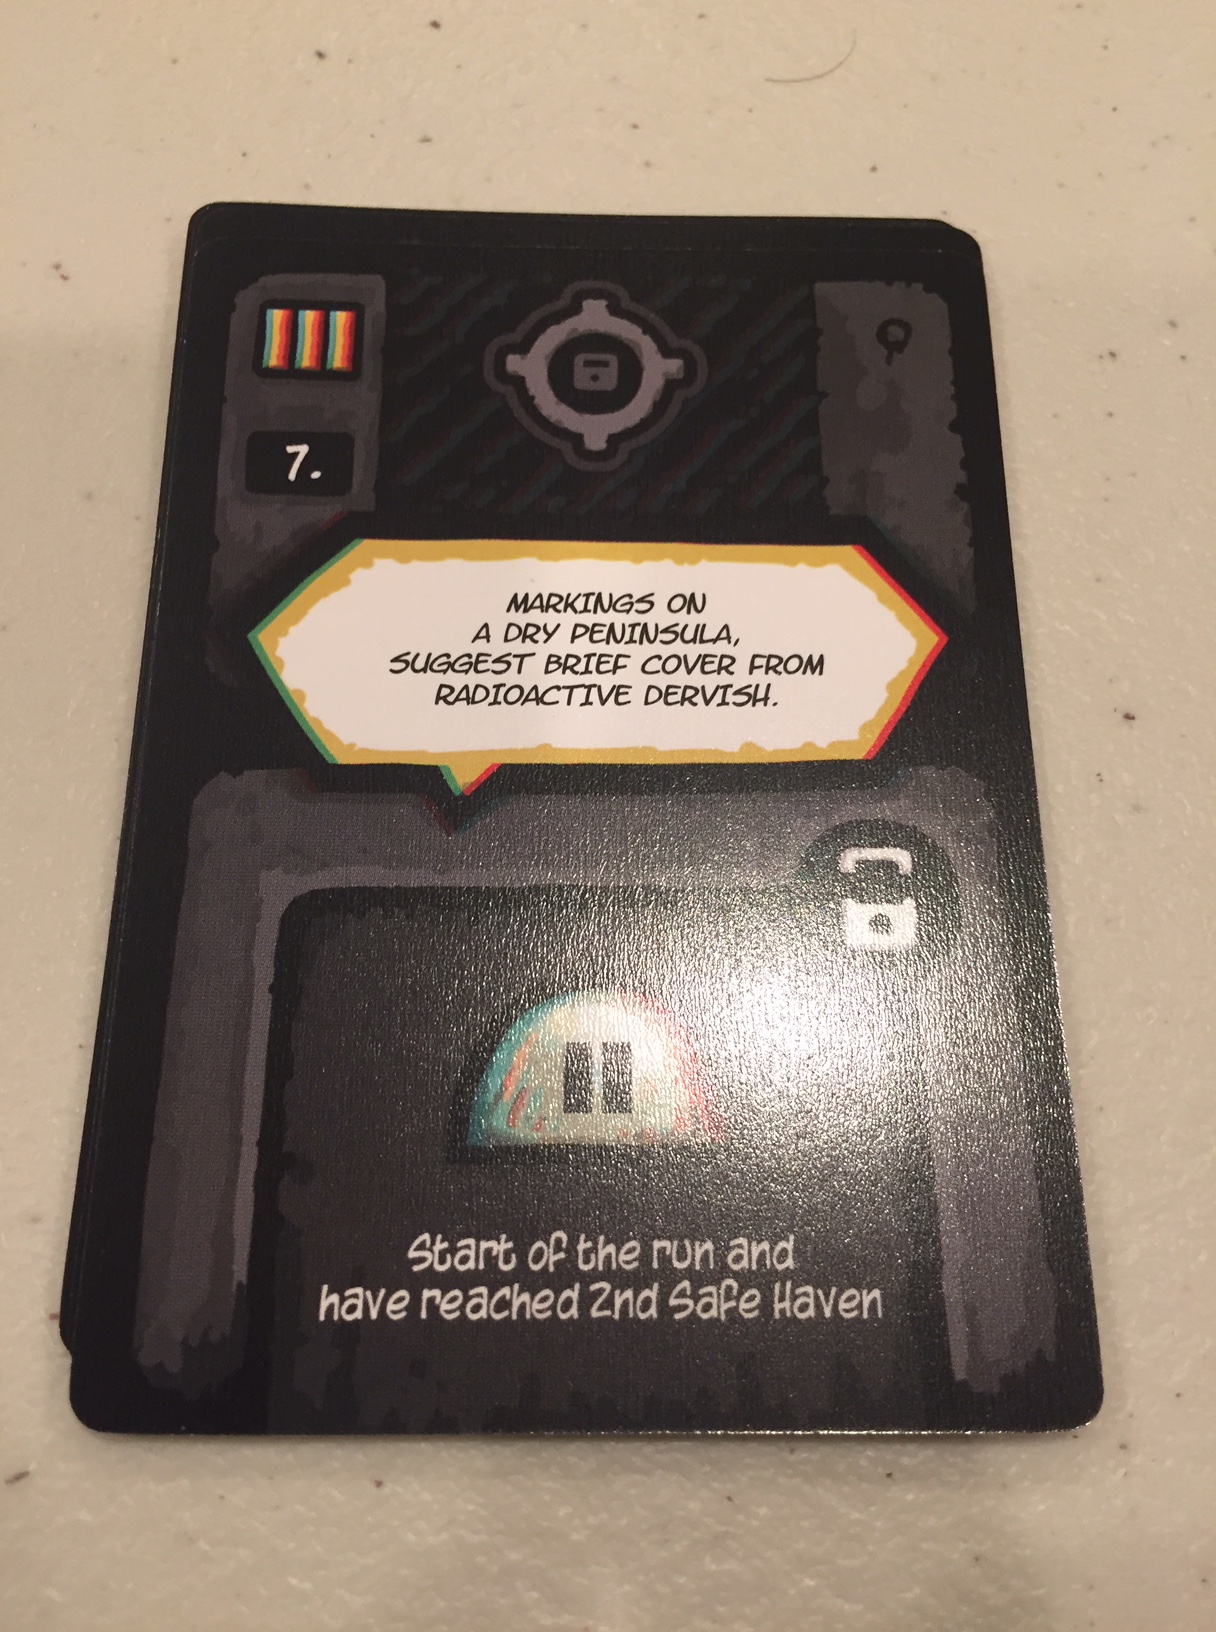 7.
MARKINGS ON
A DRY PENINSULA,
SUGGEST BRIEF COVER FROM
RADIOACTIVE DERVISH.
Start of the run and
have reached 2nd Safe Haven